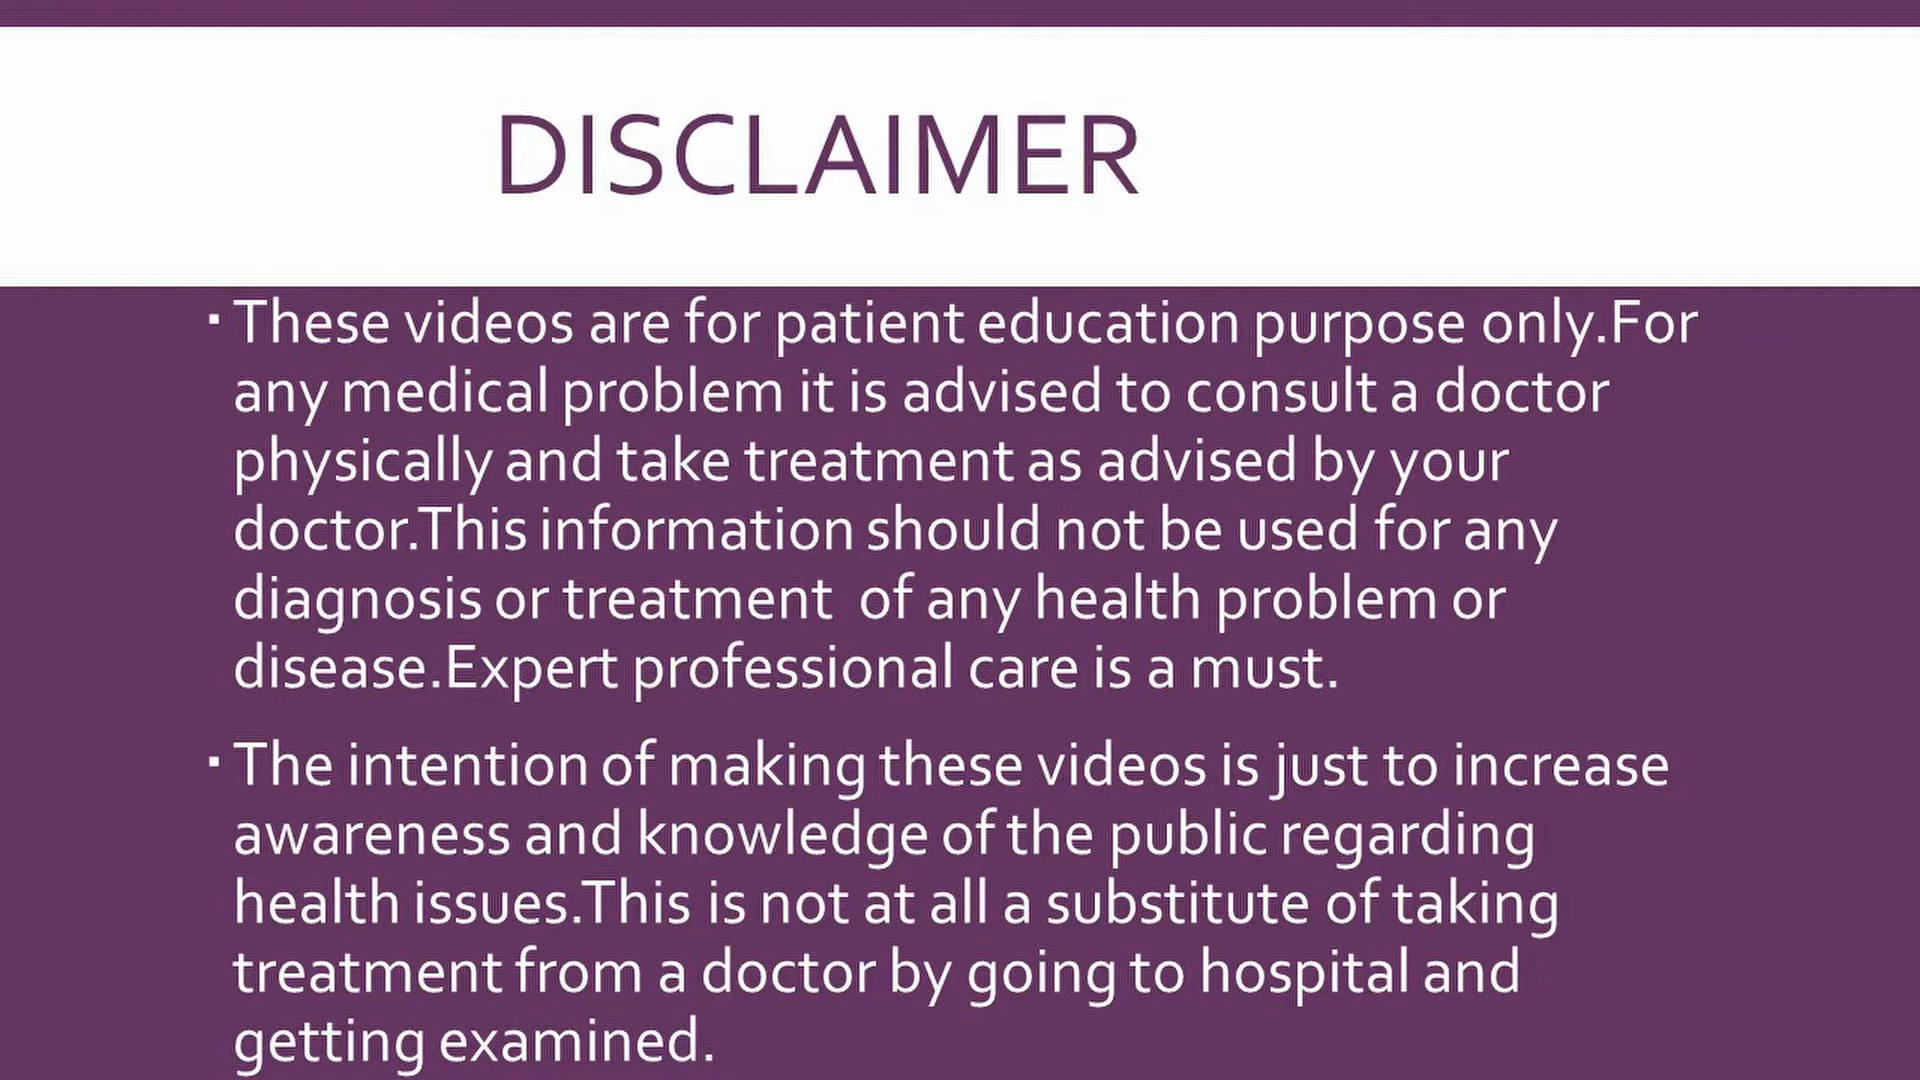 DISCLAIMER
▪ These videos are for patient education purpose only.For
any medical problem it is advised to consult a doctor
physically and take treatment as advised by your
doctor.This information should not be used for any
diagnosis or treatment  of any health problem or
disease.Expert professional care is a must.
▪ The intention of making these videos is just to increase
awareness and knowledge of the public regarding
health issues.This is not at all a substitute of taking
treatment from a doctor by going to hospital and
getting examined.